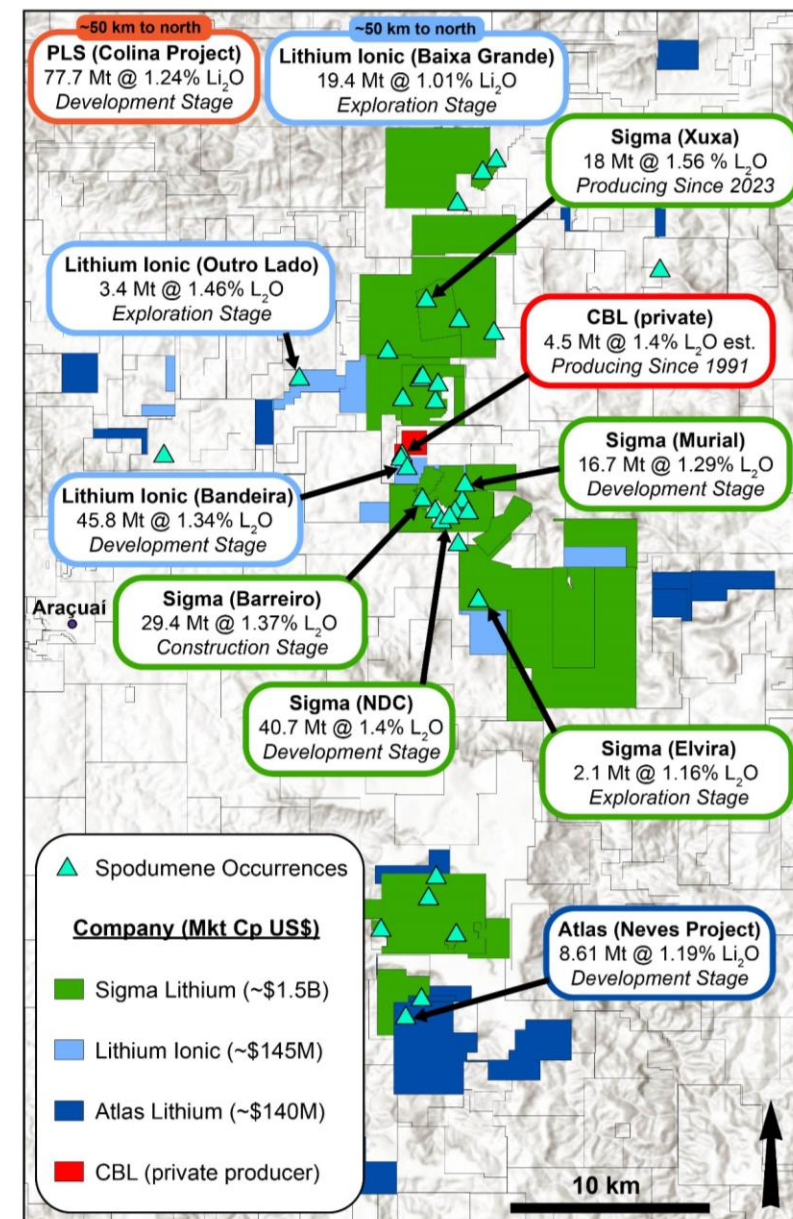 ~50 km to north
PLS (Colina Project)
77.7 Mt @ 1.24% Li₂O
Development Stage
~50 km to north
Lithium Ionic (Baixa Grande)
19.4 Mt @ 1.01% Li₂O
Exploration Stage
Sigma (Xuxa)
18 Mt @ 1.56 % L₂O
Producing Since 2023
Lithium Ionic (Outro Lado)
3.4 Mt @ 1.46% L₂O
Exploration Stage
CBL (private)
4.5 Mt @ 1.4% L₂O est.
Producing Since 1991
Sigma (Murial)
16.7 Mt @ 1.29% L₂O
Development Stage
Lithium Ionic (Bandeira)
45.8 Mt @ 1.34% L₂O
Development Stage
Araçuaí
Sigma (Barreiro)
29.4 Mt @ 1.37% L₂O
Construction Stage
Sigma (NDC)
40.7 Mt @ 1.4% L₂O
Development Stage
Sigma (Elvira)
2.1 Mt @ 1.16% L₂O
Exploration Stage
Atlas (Neves Project)
8.61 Mt @ 1.19% Li₂O
Development Stage
Spodumene Occurrences
Company (Mkt Cp US$)
Sigma Lithium (~$1.5B)
Lithium Ionic (~$145M)
Atlas Lithium (~$140M)
CBL (private producer)
10 km